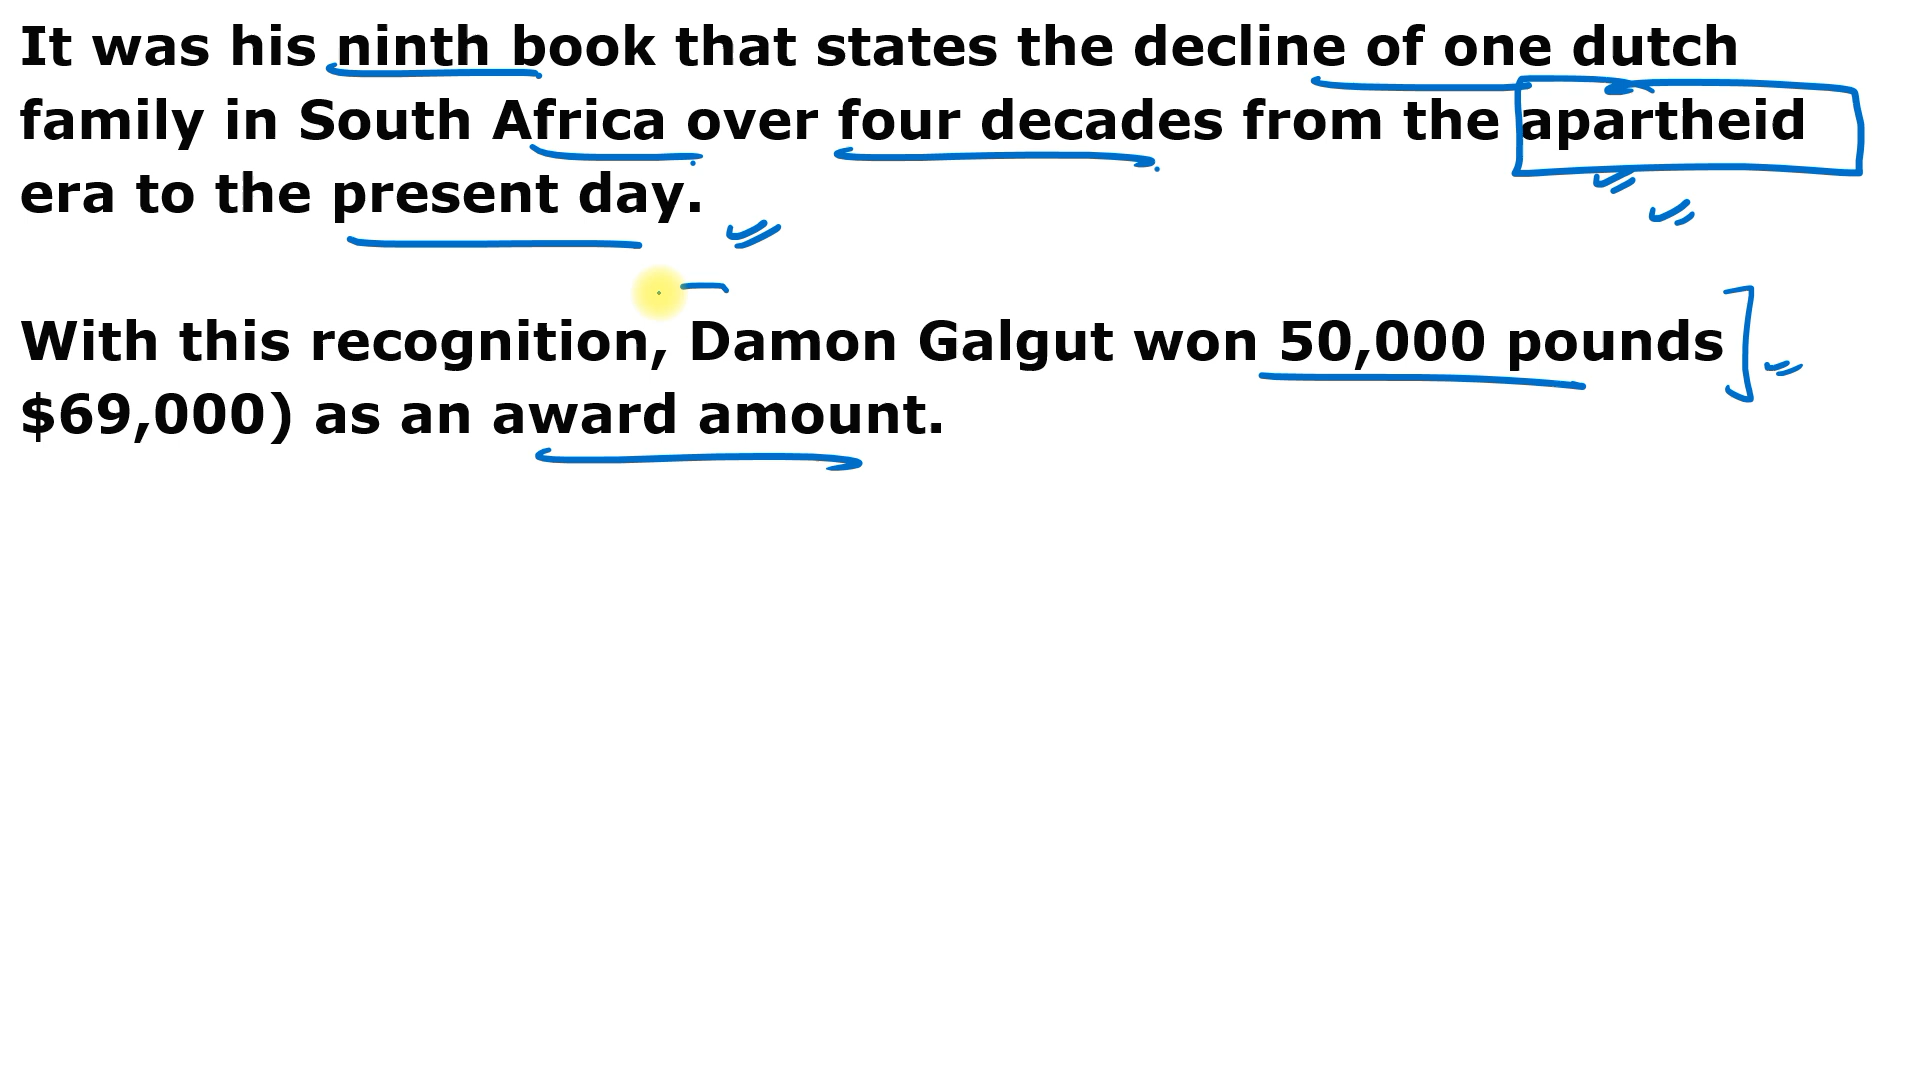 It was his ninth book that states the decline of one dutch
family in South Africa over four decades from the apartheid
era to the present day.
With this recognition, Damon Galgut won 50,000 pounds
$69,000) as an award amount.